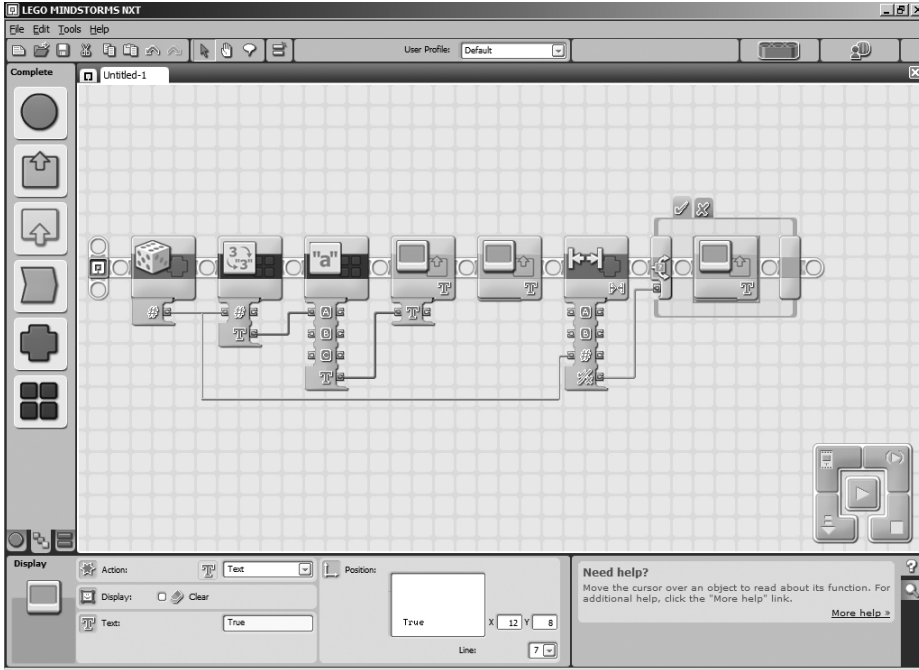 LEGO MINDSTORMS NXT
File Edit Tools Help
User Profile: Default
Complete
Untitled-1
3 "3"
"a"
#
#
T
A
B
C
T
T
T
T
A
B
#
T
Display
Action: T Text
Display: Clear
T Text: True
Position:
True
X 12 Y 8
Line: 7
Need help?
Move the cursor over an object to read about its function. For
additional help, click the "More help" link.
More help »
?